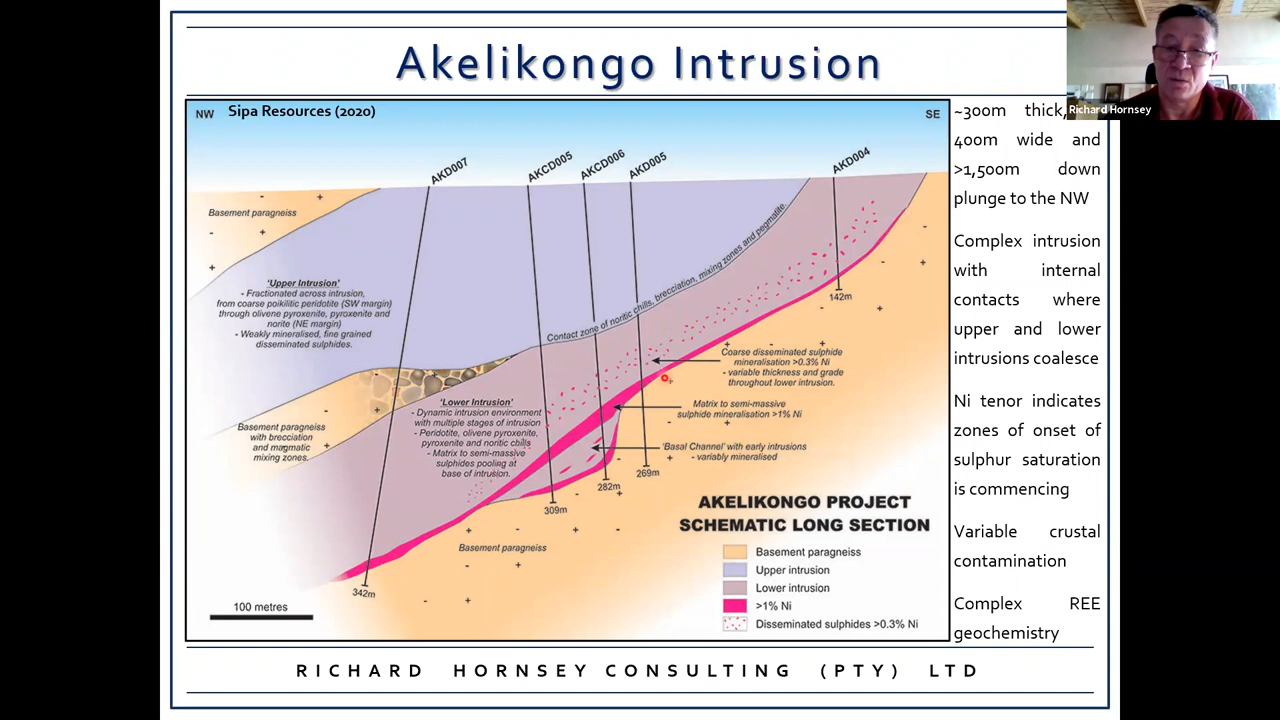 Akelikongo Intrusion
Richard Hornsey
NW
Sipa Resources (2020)
SE
AKD007
AKCD005
AKCD006
AKD005
AKD004
Basement paragneiss
'Upper Intrusion'
- Fractionated across intrusion,
from coarse poikilitic peridotite (SW margin)
through olivene pyroxenite, pyroxenite and
norite (NE margin)
- Weakly mineralised, fine grained
disseminated sulphides.
Contact zone of noritic chills, brecciation, mixing zones and pegmatite.
142m
Coarse disseminated sulphide
mineralisation >0.3% Ni
- variable thickness and grade
throughout lower intrusion.
'Lower Intrusion'
- Dynamic intrusion environment
with multiple stages of intrusion
- Peridotite, olivene pyroxenite,
pyroxenite and noritic chills
- Matrix to semi-massive
sulphides pooling at
base of intrusion.
Matrix to semi-massive
sulphide mineralisation >1% Ni
Basement paragneiss
with brecciation
and magmatic
mixing zones.
'Basal Channel' with early intrusions
- variably mineralised
269m
282m
309m
342m
Basement paragneiss
AKELIKONGO PROJECT
SCHEMATIC LONG SECTION
Basement paragneiss
Upper intrusion
Lower intrusion
>1% Ni
Disseminated sulphides >0.3% Ni
100 metres
~300m thick,
400m wide and
>1,500m down
plunge to the NW
Complex intrusion
with internal
contacts where
upper and lower
intrusions coalesce
Ni tenor indicates
zones of onset of
sulphur saturation
is commencing
Variable crustal
contamination
Complex REE
geochemistry
RICHARD HORNSEY CONSULTING (PTY) LTD